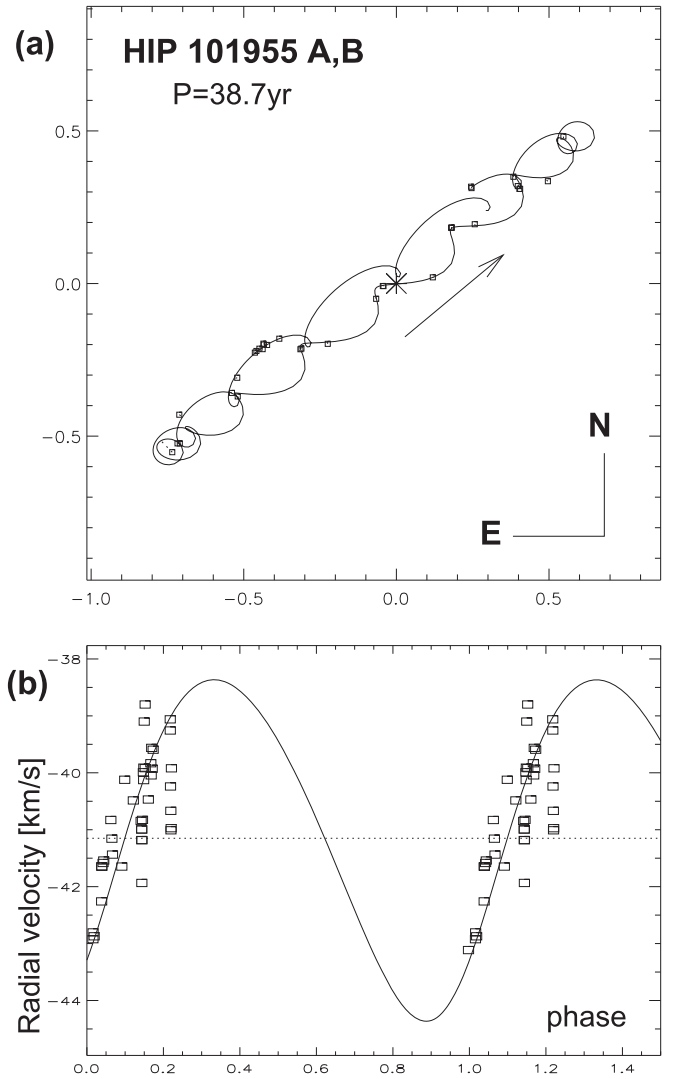 (a)
HIP 101955 A,B
P=38.7yr
0.5
0.0
-0.5
N
E
-1.0 -0.5 0.0 0.5
(b)
-38
-40
-42
-44
Radial velocity [km/s]
phase
0.0 0.2 0.4 0.6 0.8 1.0 1.2 1.4